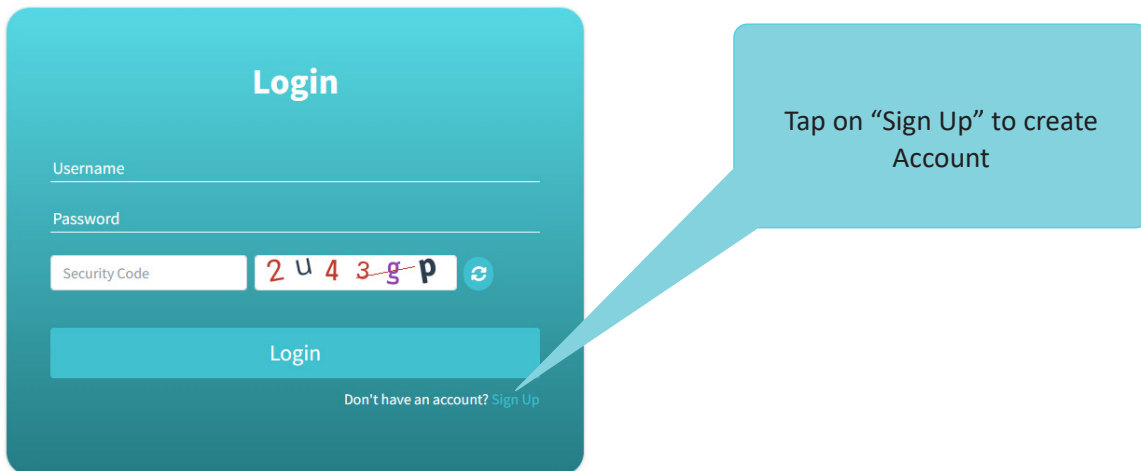 Login
Username
Password
Security Code
2u43gp
Login
Don't have an account? Sign Up
Tap on “Sign Up” to create
Account